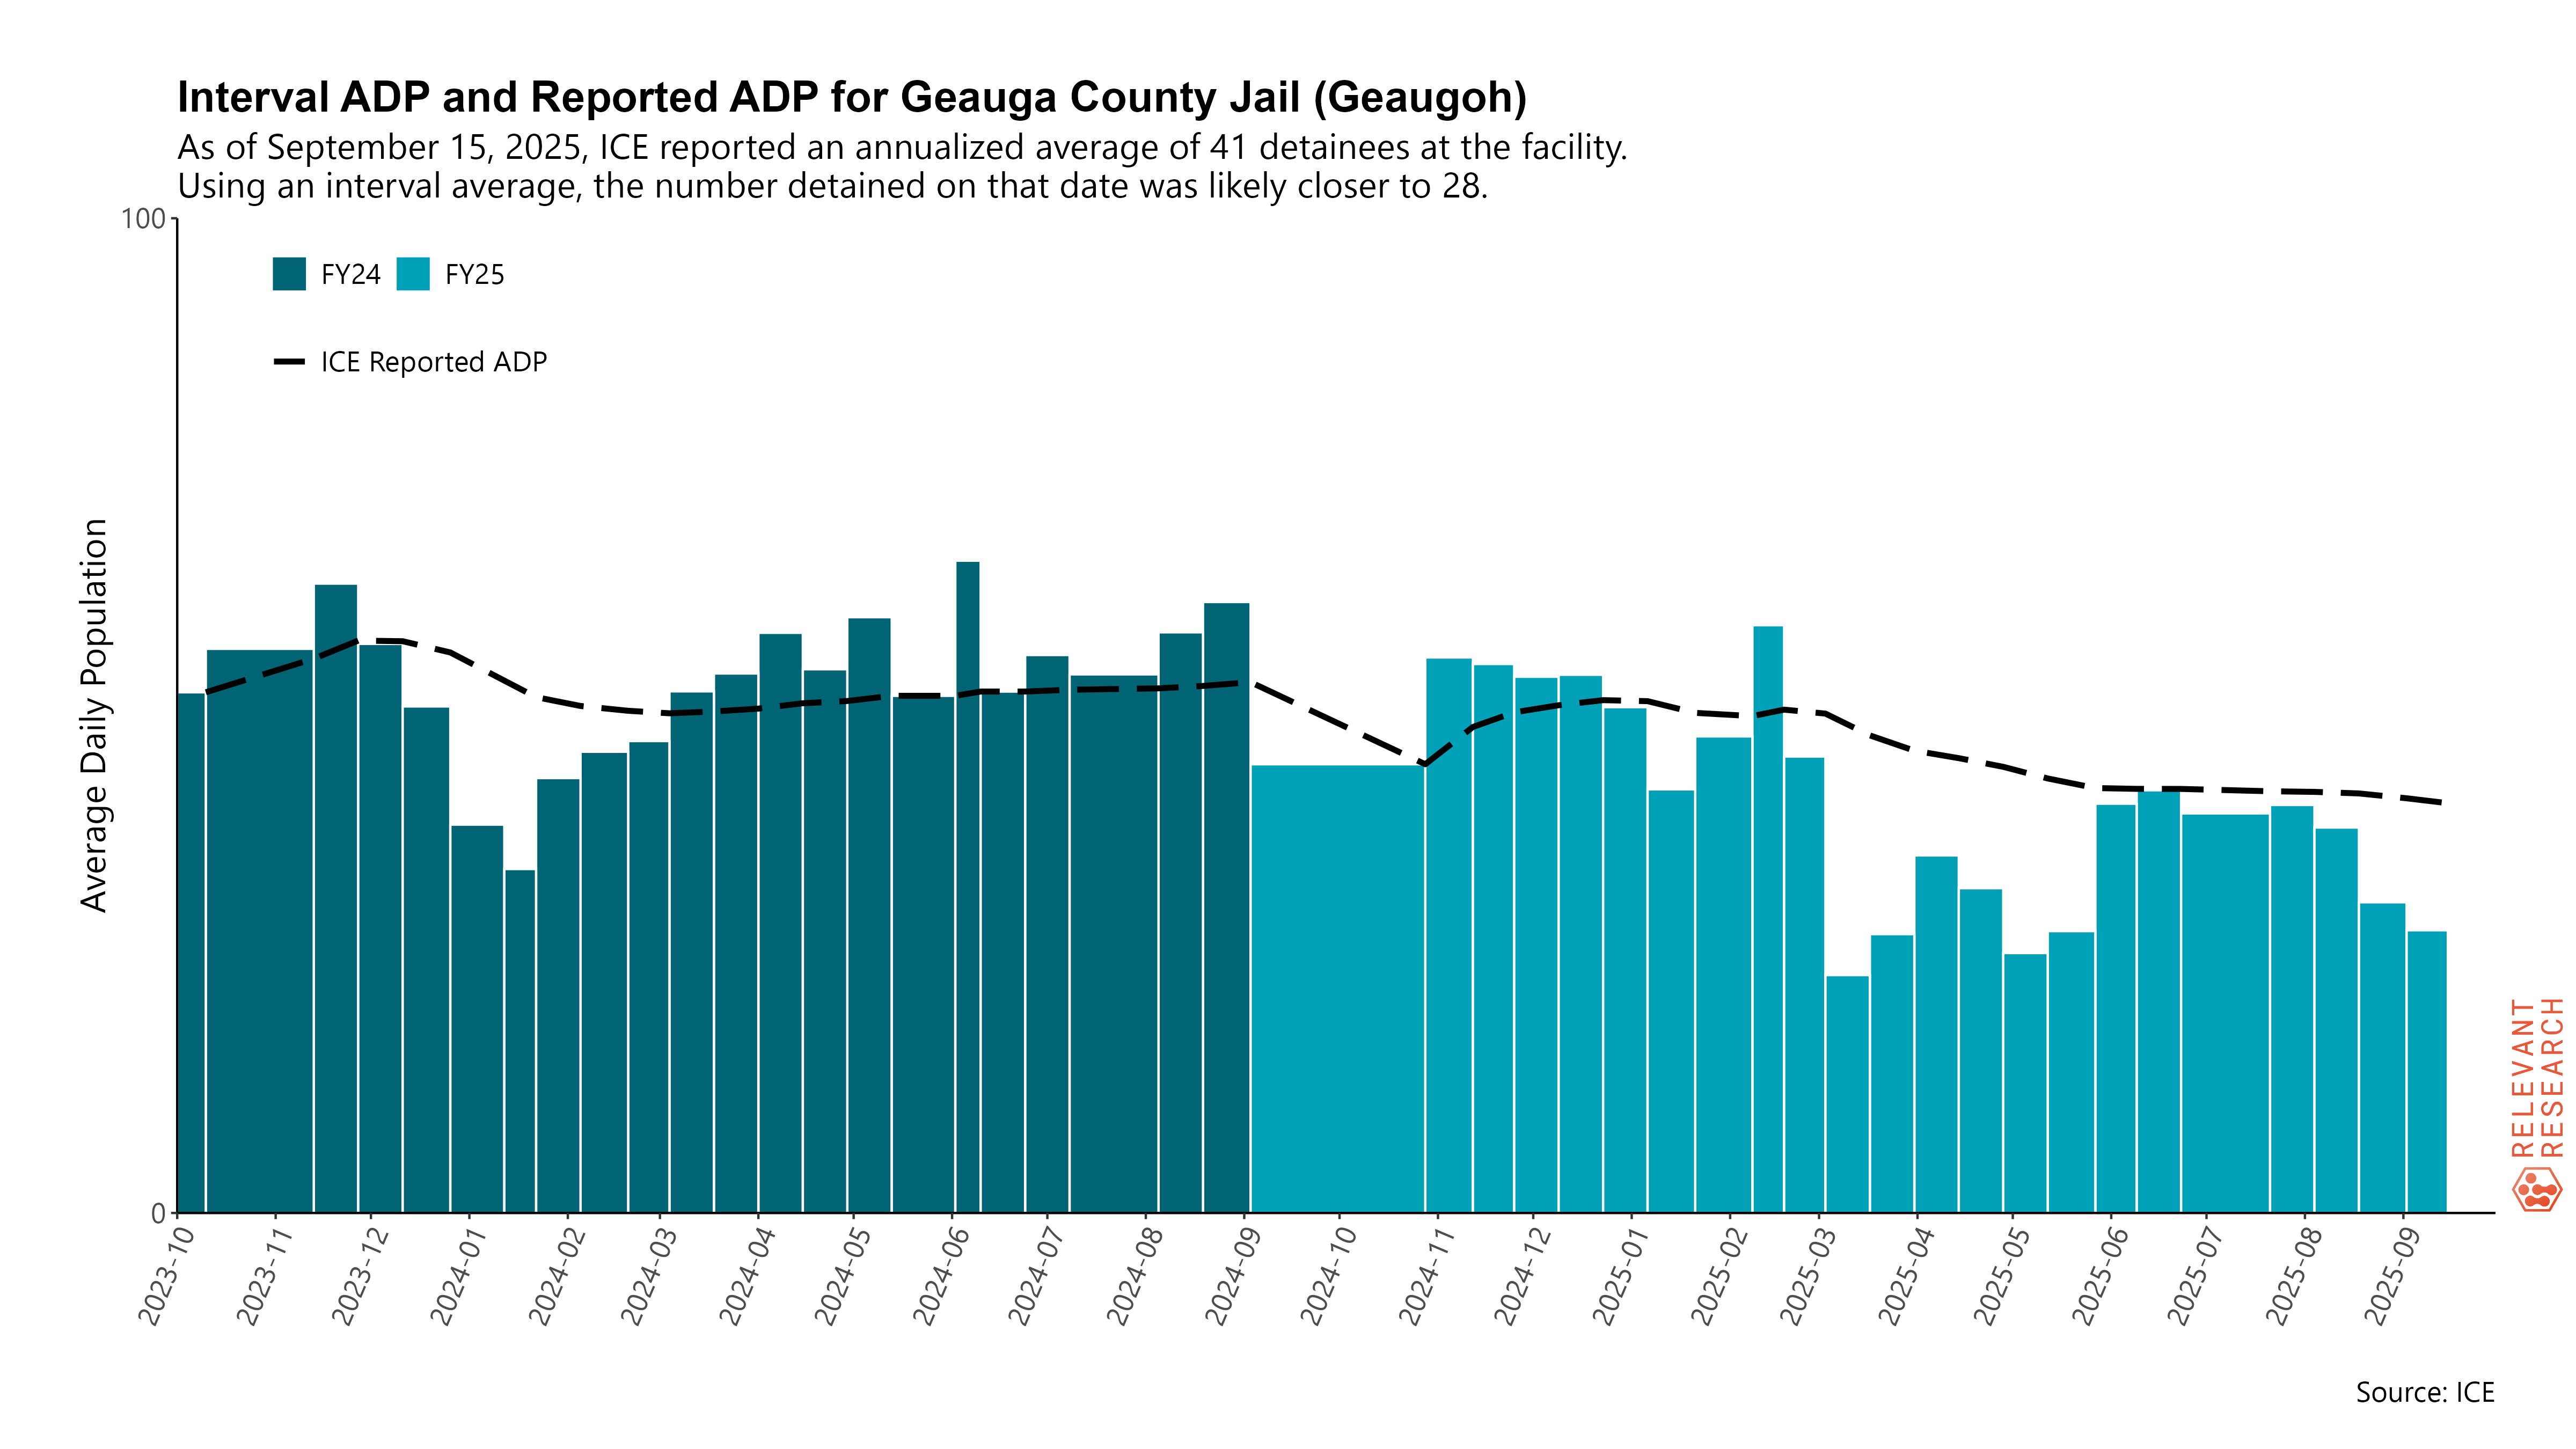 Interval ADP and Reported ADP for Geauga County Jail (Geaugoh)
As of September 15, 2025, ICE reported an annualized average of 41 detainees at the facility.
Using an interval average, the number detained on that date was likely closer to 28.
100
FY24 FY25
ICE Reported ADP
Average Daily Population
0
2023-10
2023-11
2023-12
2024-01
2024-02
2024-03
2024-04
2024-05
2024-06
2024-07
2024-08
2024-09
2024-10
2024-11
2024-12
2025-01
2025-02
2025-03
2025-04
2025-05
2025-06
2025-07
2025-08
2025-09
RELEVANT
RESEARCH
Source: ICE